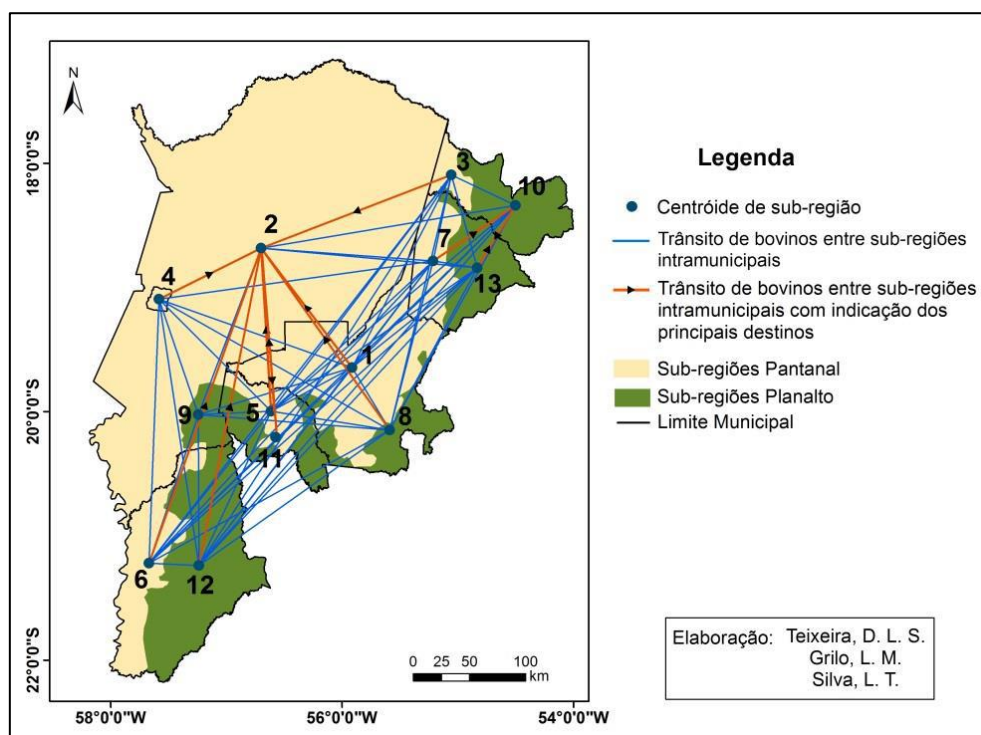 N
18°0'0"S
20°0'0"S
22°0'0"S
58°0'0"W
56°0'0"W
54°0'0"W
3
10
2
7
4
13
1
9
5
8
11
6
12
0 25 50 100
km
Legenda
Centróide de sub-região
Trânsito de bovinos entre sub-regiões
intramunicipais
Trânsito de bovinos entre sub-regiões
intramunicipais com indicação dos
principais destinos
Sub-regiões Pantanal
Sub-regiões Planalto
Limite Municipal
Elaboração: Teixeira, D. L. S.
Grilo, L. M.
Silva, L. T.